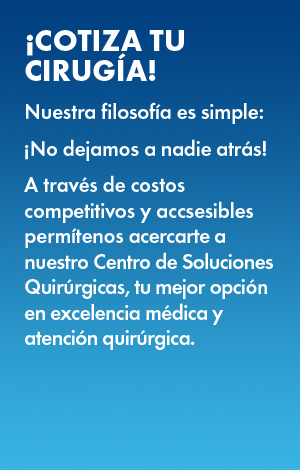 ¡COTIZA TU
CIRUGÍA!
Nuestra filosofía es simple:
¡No dejamos a nadie atrás!
A través de costos
competitivos y accsesibles
permítenos acercarte a
nuestro Centro de Soluciones
Quirúrgicas, tu mejor opción
en excelencia médica y
atención quirúrgica.